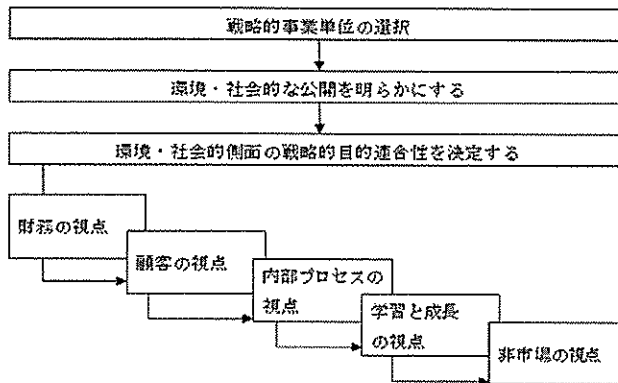 戦略的事業単位の選択
環境・社会的な公開を明らかにする
環境・社会的側面の戦略的目的適合性を決定する
財務の視点
顧客の視点
内部プロセスの
視点
学習と成長
の視点
非市場の視点